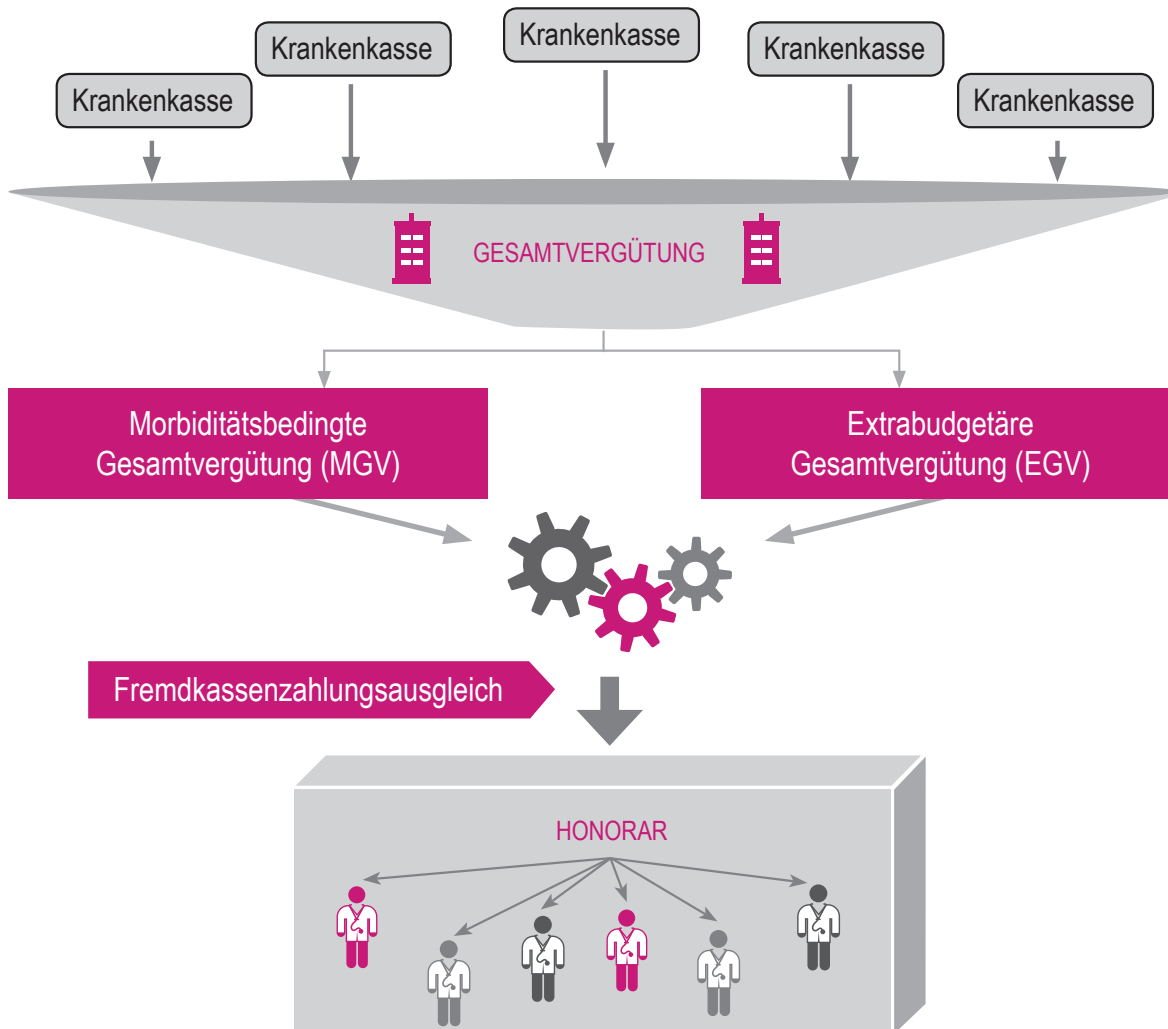 Krankenkasse
Krankenkasse
Krankenkasse
Krankenkasse
Krankenkasse
GESAMTVERGÜTUNG
Morbiditätsbedingte
Gesamtvergütung (MGV)
Extrabudgetäre
Gesamtvergütung (EGV)
Fremdkassenzahlungsausgleich
HONORAR